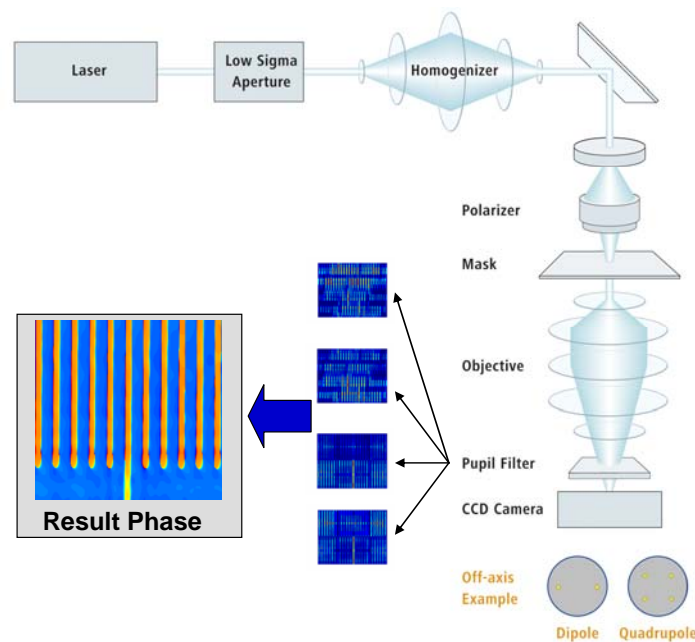 Laser
Low Sigma
Aperture
Homogenizer
Polarizer
Mask
Objective
Pupil Filter
CCD Camera
Result Phase
Off-axis
Example
Dipole Quadrupole